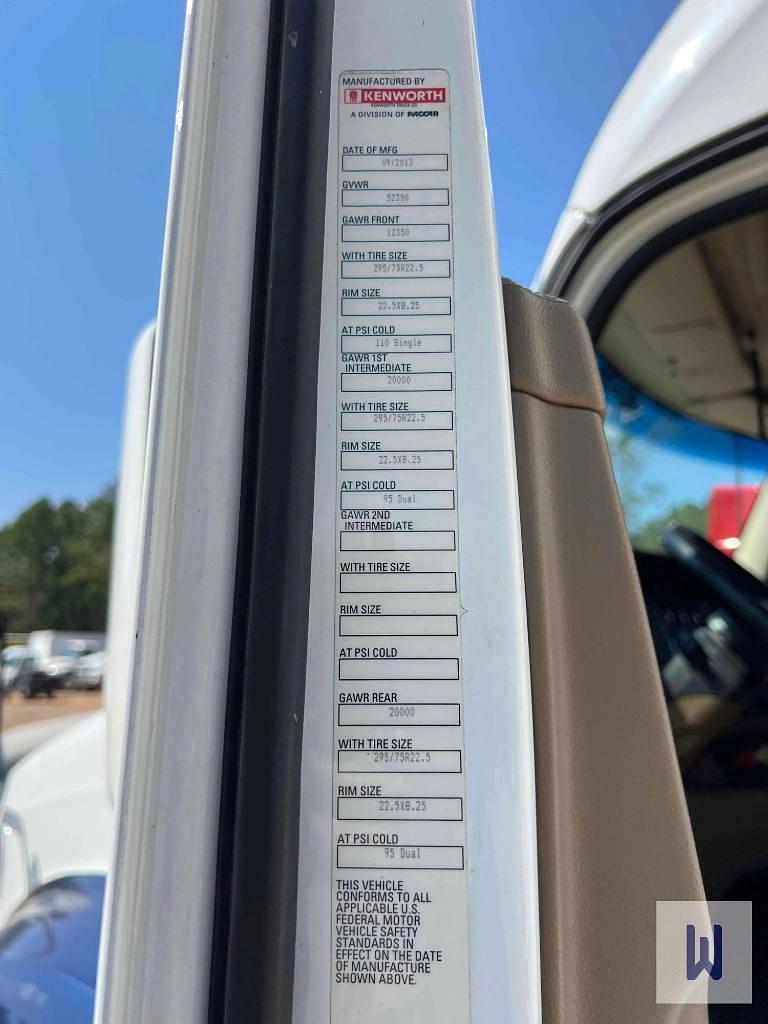 MANUFACTURED BY
KENWORTH
KENWORTH TRUCK CO.
A DIVISION OF PACCAR
DATE OF MFG
09/2013
GVWR
52350
GAWR FRONT
12350
WITH TIRE SIZE
295/75R22.5
RIM SIZE
22.5X8.25
AT PSI COLD
110 Single
GAWR 1ST
INTERMEDIATE
20000
WITH TIRE SIZE
295/75R22.5
RIM SIZE
22.5X8.25
AT PSI COLD
95 Dual
GAWR 2ND
INTERMEDIATE
WITH TIRE SIZE
RIM SIZE
AT PSI COLD
GAWR REAR
20000
WITH TIRE SIZE
295/75R22.5
RIM SIZE
22.5X8.25
AT PSI COLD
95 Dual
THIS VEHICLE
CONFORMS TO ALL
APPLICABLE U.S.
FEDERAL MOTOR
VEHICLE SAFETY
STANDARDS IN
EFFECT ON THE DATE
OF MANUFACTURE
SHOWN ABOVE.
W